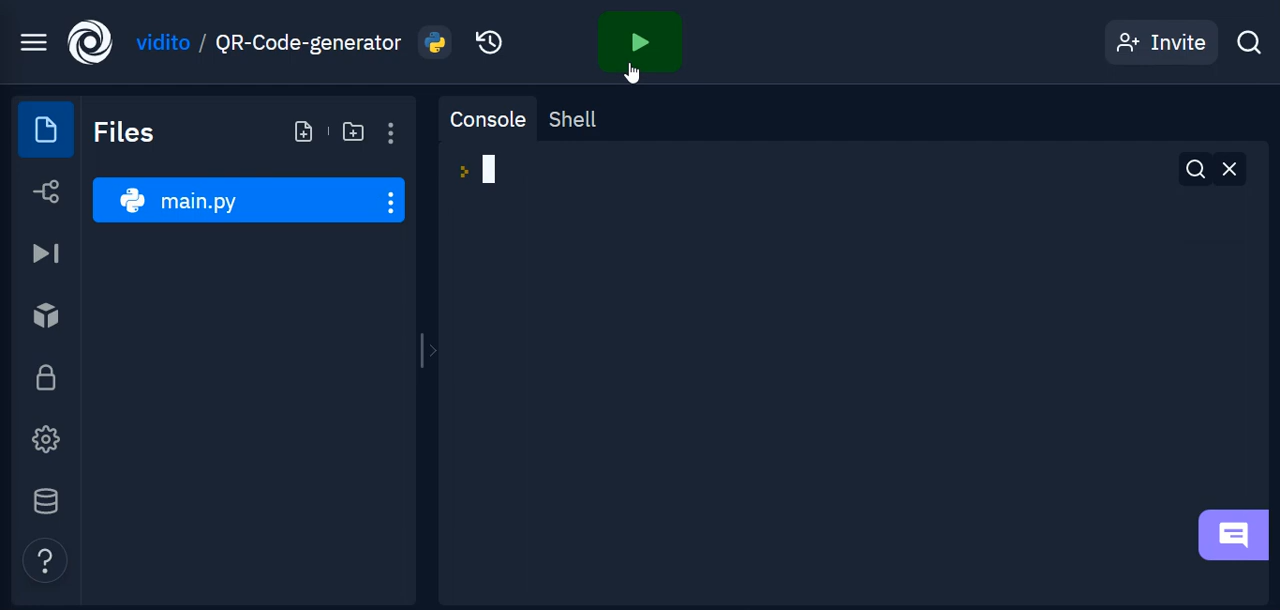 vidito / QR-Code-generator
Invite
Files
Console Shell
main.py
?